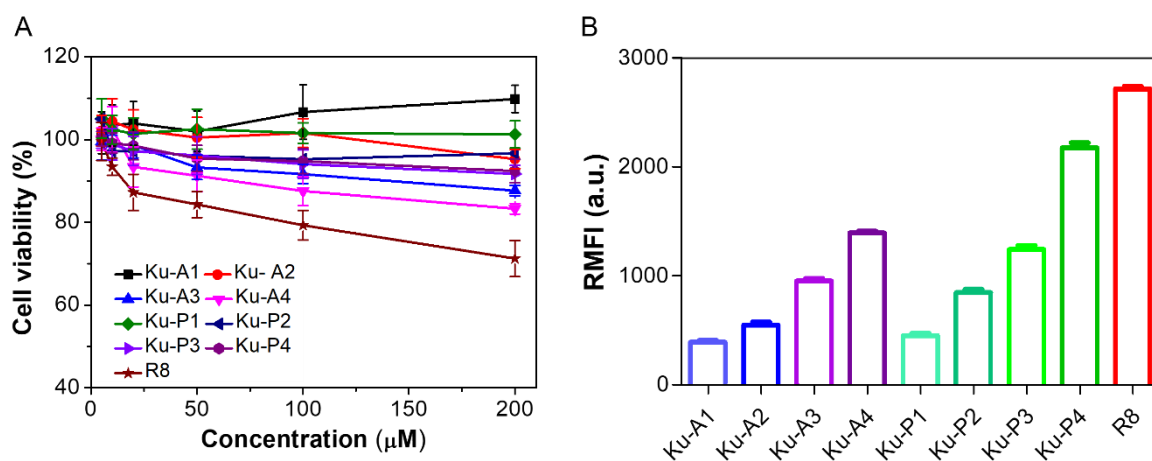 A
120
100
80
60
40
Cell viability (%)
Ku-A1 Ku- A2
Ku-A3 Ku-A4
Ku-P1 Ku-P2
Ku-P3 Ku-P4
R8
0 50 100 150 200
Concentration (μM)
B
3000
2000
1000
0
RMFI (a.u.)
Ku-A1 Ku-A2 Ku-A3 Ku-A4 Ku-P1 Ku-P2 Ku-P3 Ku-P4 R8